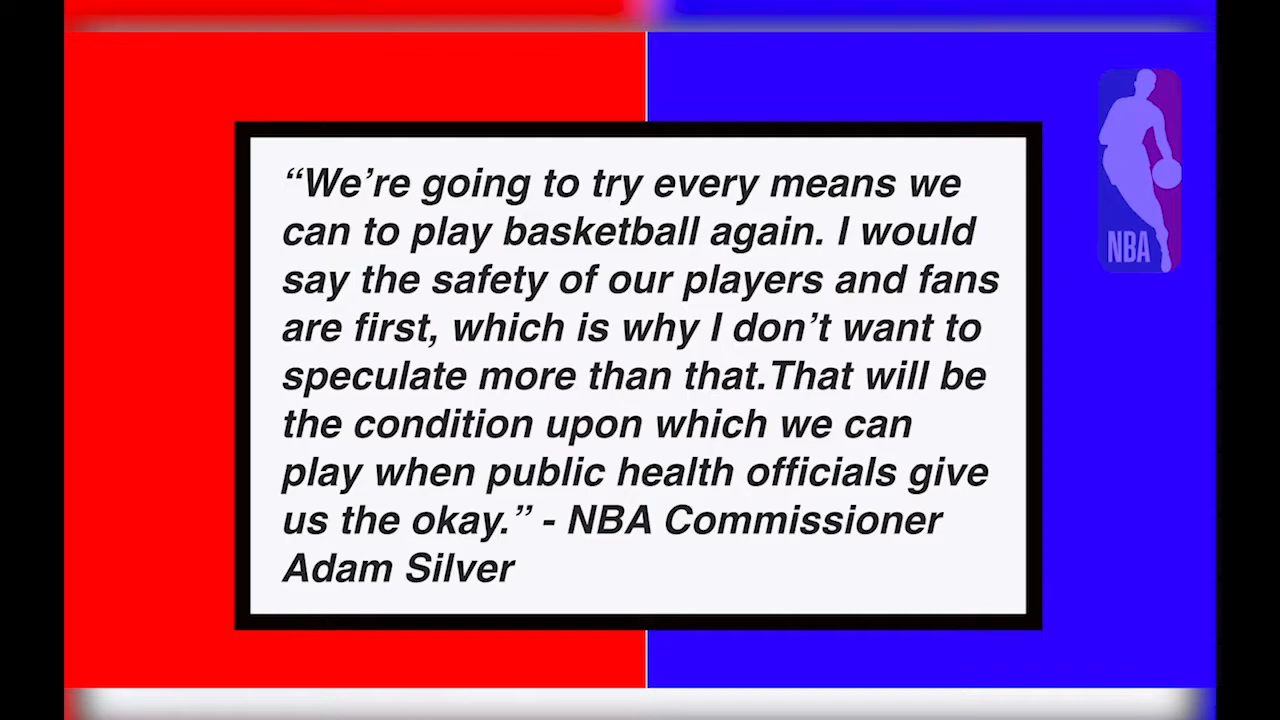 “We’re going to try every means we
can to play basketball again. I would
say the safety of our players and fans
are first, which is why I don’t want to
speculate more than that.That will be
the condition upon which we can
play when public health officials give
us the okay.” - NBA Commissioner
Adam Silver
NBA